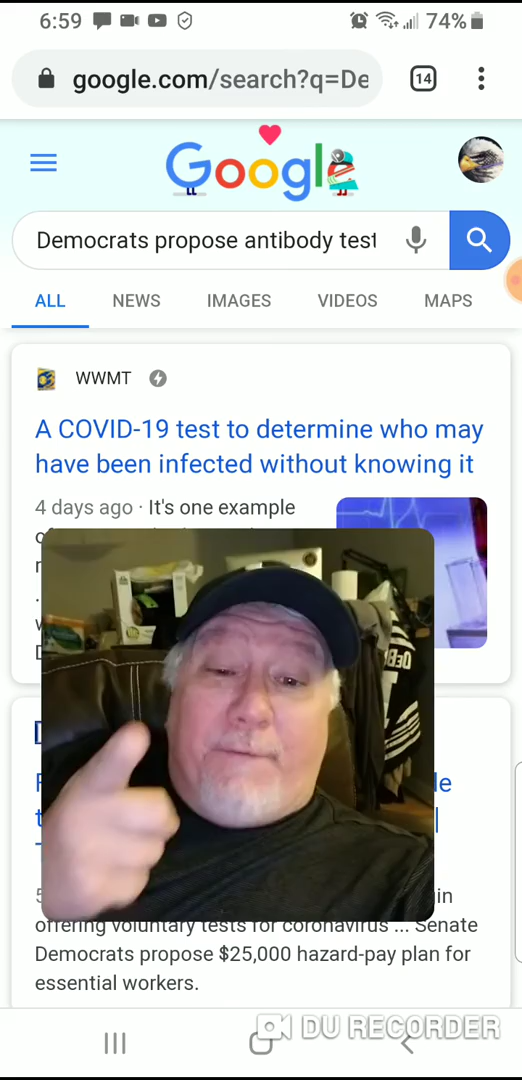 6:59
74%
google.com/search?q=De
14
Google
Democrats propose antibody test
ALL NEWS IMAGES VIDEOS MAPS
WWMT
A COVID-19 test to determine who may
have been infected without knowing it
4 days ago · It's one example
offering voluntary tests for coronavirus ... Senate
Democrats propose $25,000 hazard-pay plan for
essential workers.
DU RECORDER